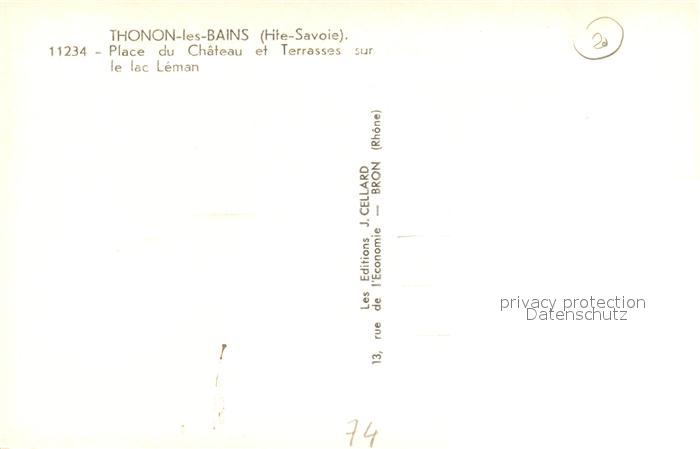 THONON-les-BAINS (Hte-Savoie).
11234 - Place du Château et Terrasses sur
le lac Léman
Les Editions J. CELLARD
13, rue de l'Economie — BRON (Rhône)
privacy protection
Datenschutz
20
74